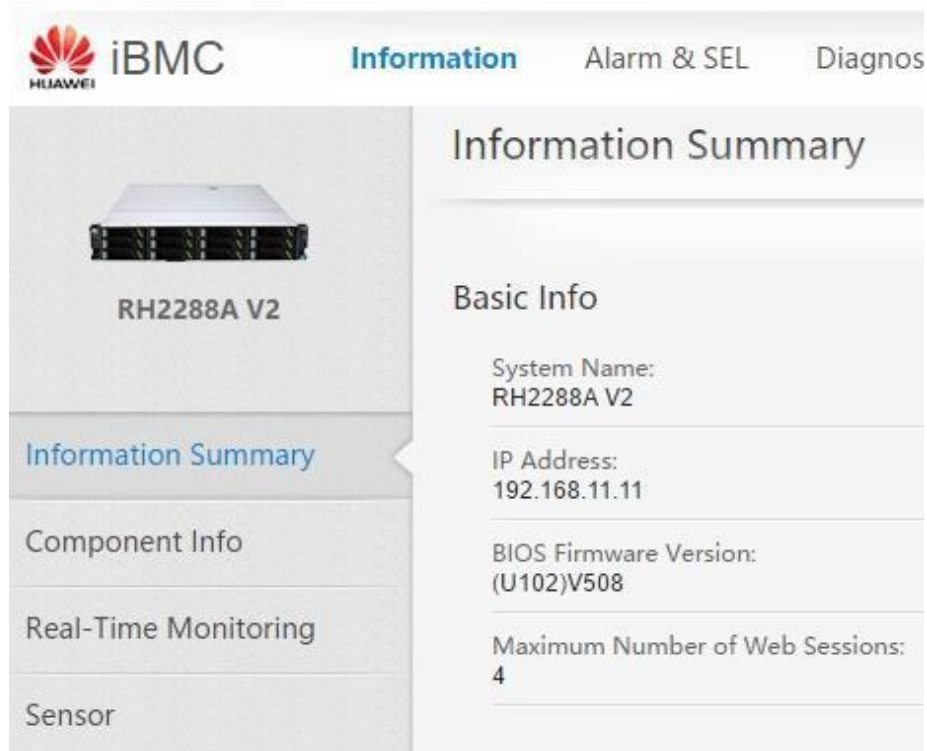 HUAWEI
iBMC
Information
Alarm & SEL
Diagnos
RH2288A V2
Information Summary
Component Info
Real-Time Monitoring
Sensor
Information Summary
Basic Info
System Name:
RH2288A V2
IP Address:
192.168.11.11
BIOS Firmware Version:
(U102)V508
Maximum Number of Web Sessions:
4